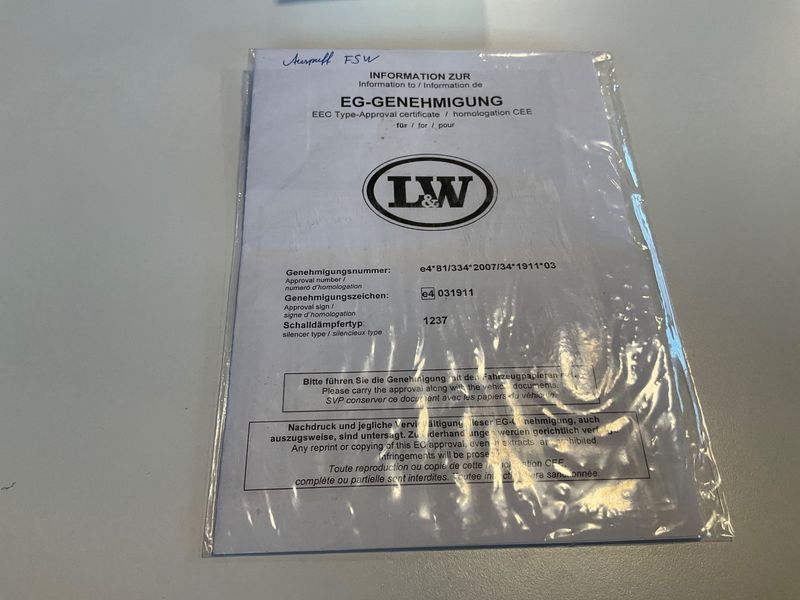 Auspuff FSW
INFORMATION ZUR
Information to / Information de
EG-GENEHMIGUNG
EEC Type-Approval certificate / homologation CEE
für / for / pour
L&W
Genehmigungsnummer: e4*81/334*2007/34*1911*03
Approval number /
numeró d'homologation
Genehmigungszeichen: e4 031911
Approval sign /
signe d'homologation
Schalldämpfertyp: 1237
silencer type / silencieux type
Bitte führen Sie die Genehmigung mit den Fahrzeugpapieren
Please carry the approval along with the vehicle documents.
SVP conserver ce document avec les papiers du véhicule.
Nachdruck und jegliche Vervielfältigung dieser EG-Genehmigung, auch
auszugsweise, sind untersagt. Zuwiderhandlungen werden gerichtlich
Any reprint or copying of this EC approval, even in extracts, are prohibited.
Infringements will be
Toute reproduction ou copie de cette homologation CEE,
complète ou partielle sont interdites. sera sanctionnée.